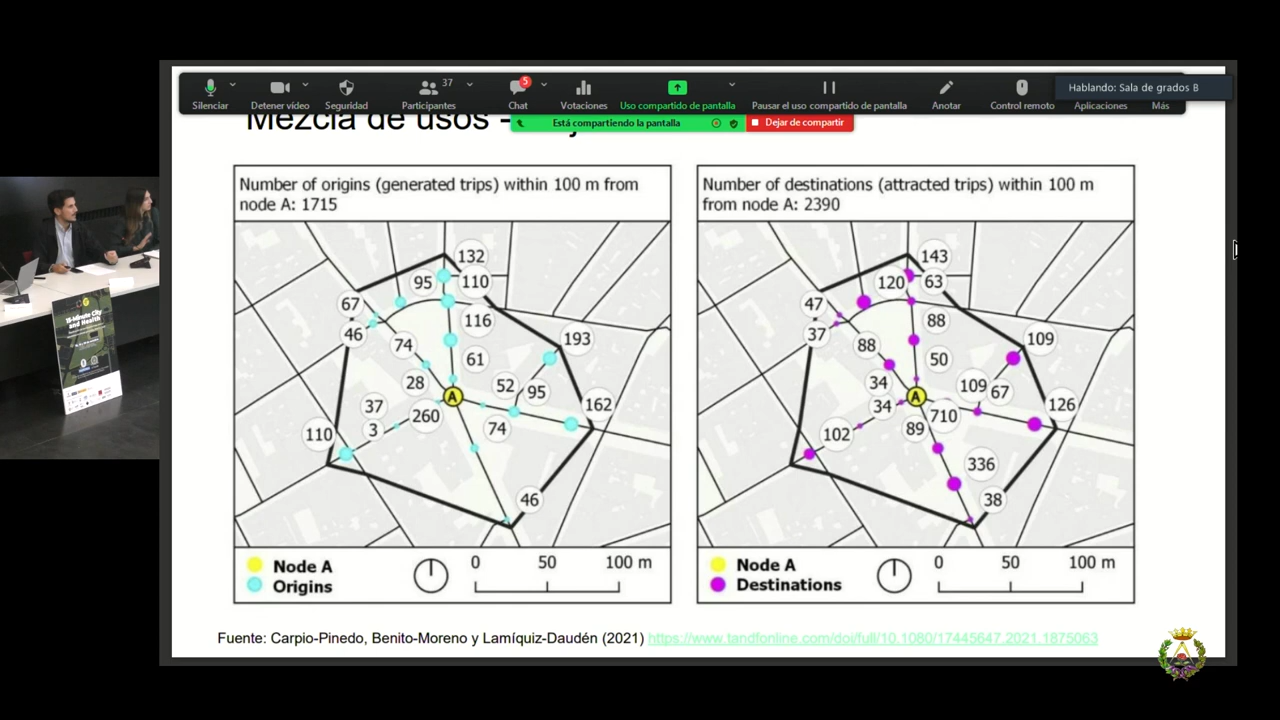 37
5
Silenciar
Detener vídeo
Seguridad
Participantes
Chat
Votaciones
Uso compartido de pantalla
Pausar el uso compartido de pantalla
Anotar
Control remoto
Aplicaciones
Más
Hablando: Sala de grados B
Mezcla de usos -
Está compartiendo la pantalla
Dejar de compartir
Number of origins (generated trips) within 100 m from
node A: 1715
132
95
110
67
116
46
193
74
61
28
52
95
A
37
260
162
3
74
110
46
Node A
Origins
0 50 100 m
Number of destinations (attracted trips) within 100 m
from node A: 2390
143
120
63
47
88
37
109
88
50
34
109
67
A
34
710
126
102
89
336
38
Node A
Destinations
0 50 100 m
Fuente: Carpio-Pinedo, Benito-Moreno y Lamíquiz-Daudén (2021) https://www.tandfonline.com/doi/full/10.1080/17445647.2021.1875063
15-Minute City
and Health